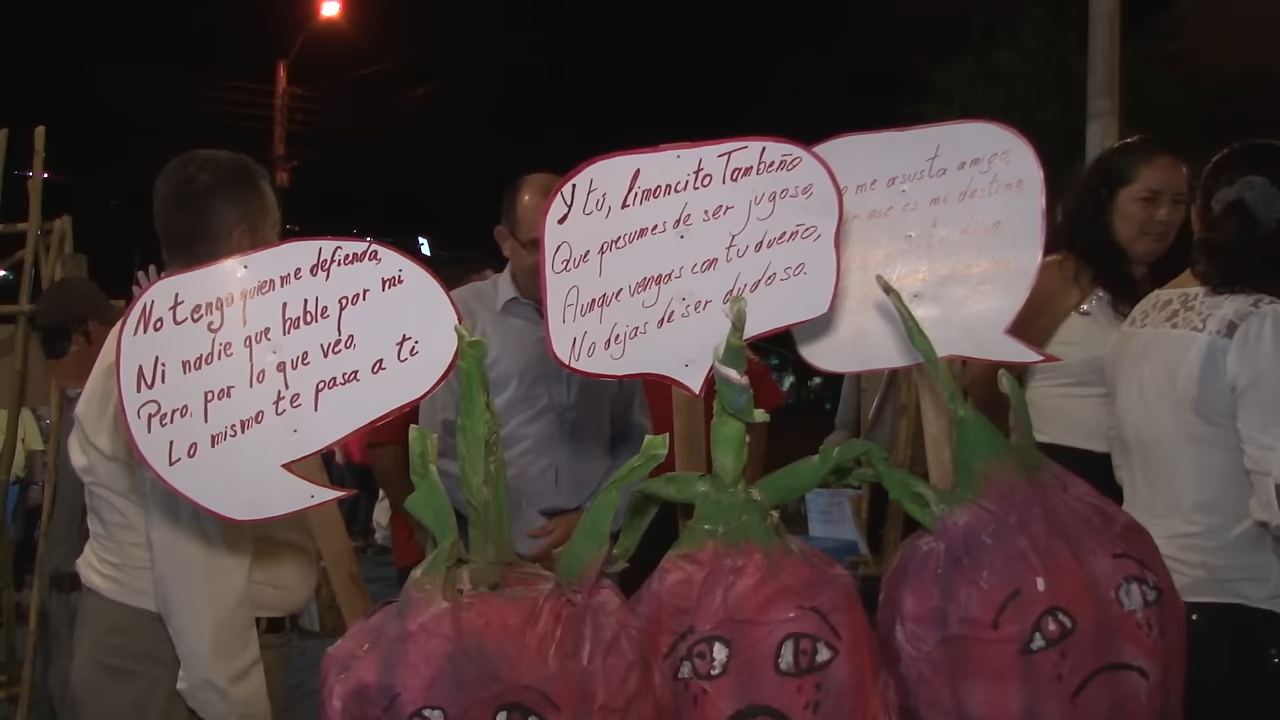 No tengo quien me defienda,
Ni nadie que hable por mi
Pero, por lo que veo,
Lo mismo te pasa a ti
Y tú, limoncito Tambeño
Que presumes de ser jugoso,
Aunque vengas con tu dueño,
No dejas de ser dudoso.
me asusta amigo,
ese es mi destino